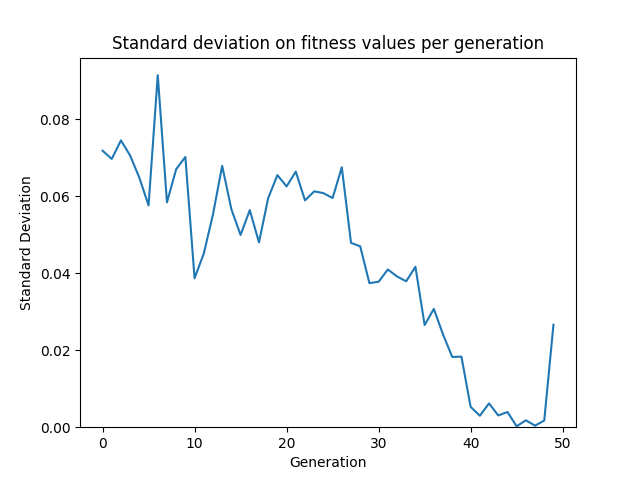 Standard deviation on fitness values per generation
Standard Deviation
0.08
0.06
0.04
0.02
0.00
0 10 20 30 40 50
Generation